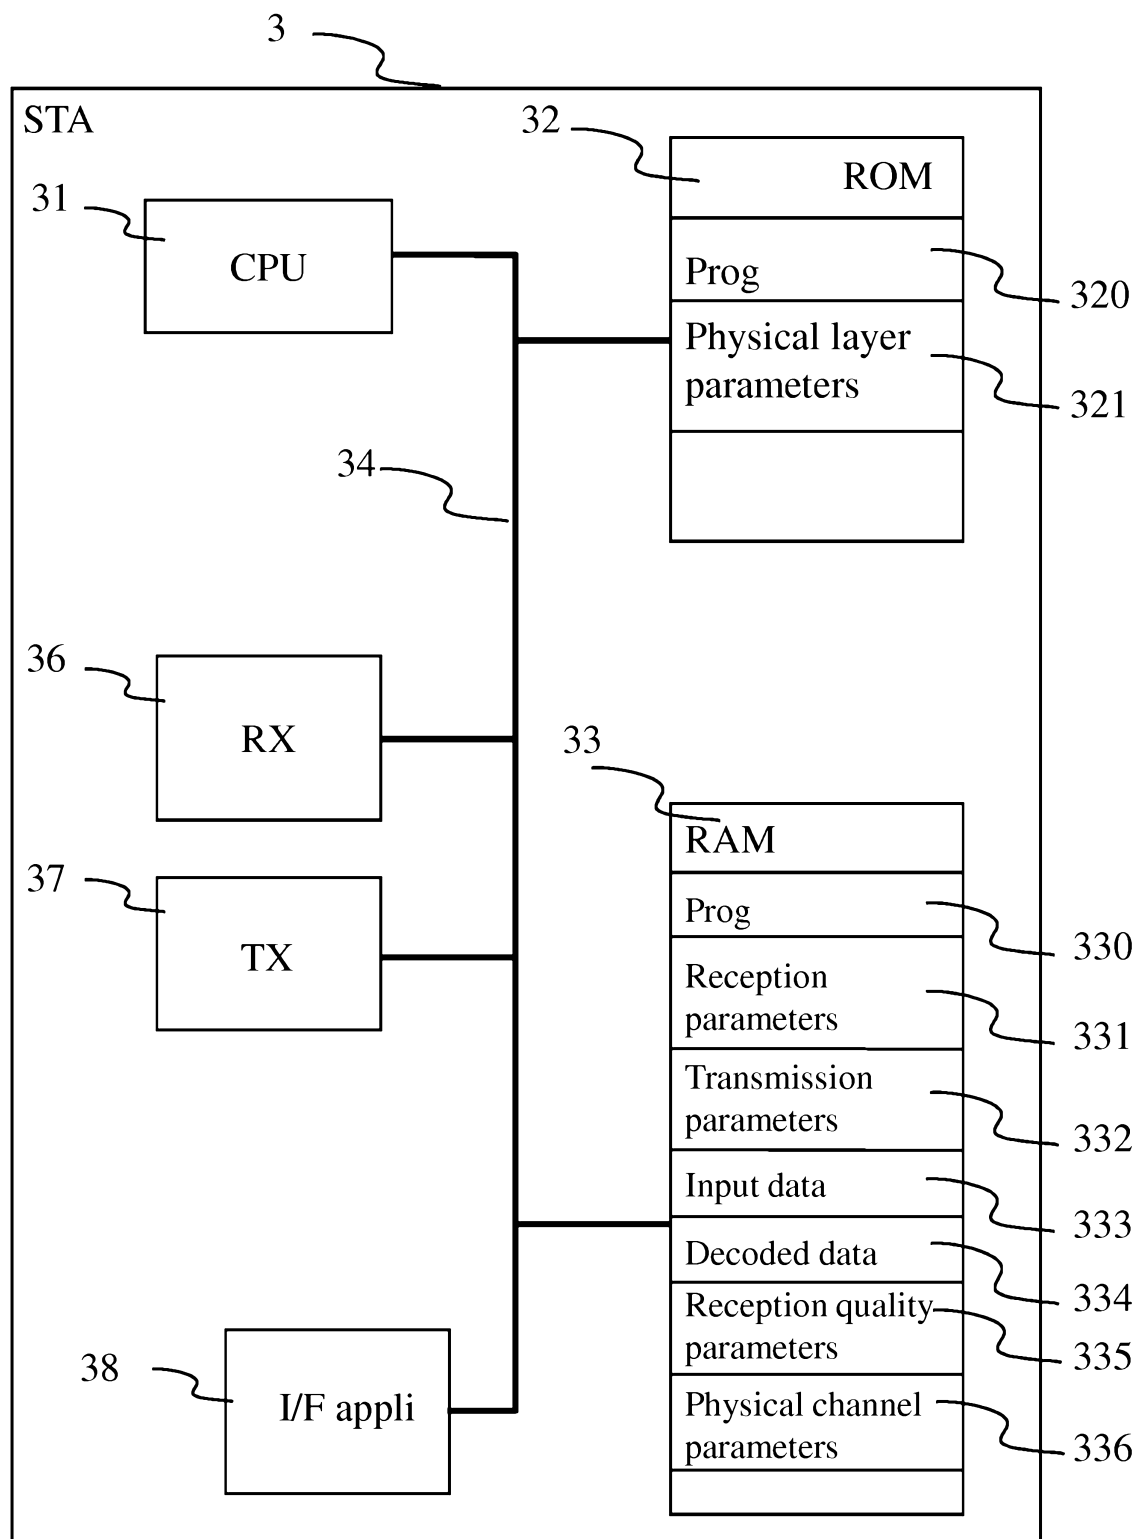 3
STA
32
ROM
31
CPU
Prog
320
Physical layer
parameters
321
34
36
RX
33
RAM
37
TX
Prog
330
Reception
parameters
331
Transmission
parameters
332
Input data
333
Decoded data
334
Reception quality
parameters
335
38
I/F appli
Physical channel
parameters
336